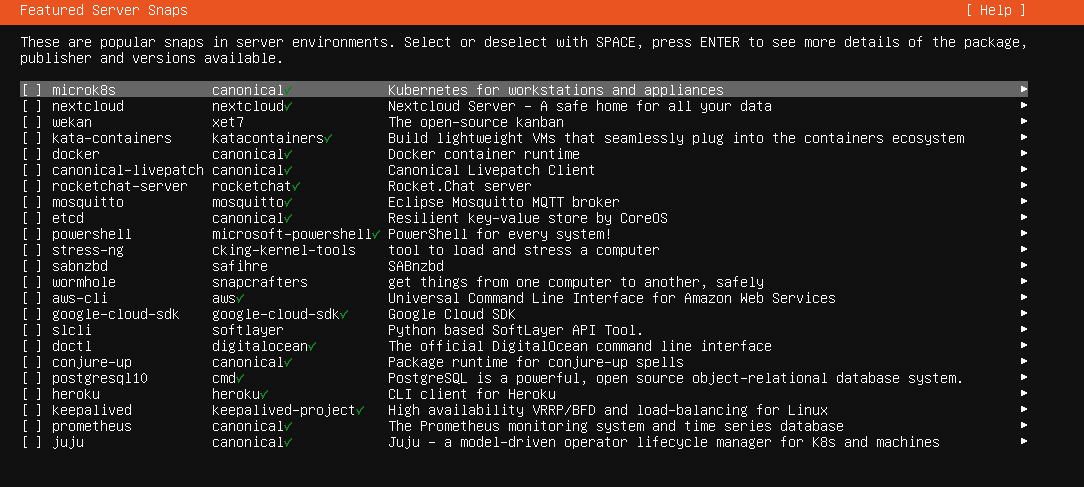 Featured Server Snaps [ Help ]
These are popular snaps in server environments. Select or deselect with SPACE, press ENTER to see more details of the package,
publisher and versions available.
[ ] microk8s canonical✓ Kubernetes for workstations and appliances ▸
[ ] nextcloud nextcloud✓ Nextcloud Server - A safe home for all your data ▸
[ ] wekan xet7 The open-source kanban ▸
[ ] kata-containers katacontainers✓ Build lightweight VMs that seamlessly plug into the containers ecosystem ▸
[ ] docker canonical✓ Docker container runtime ▸
[ ] canonical-livepatch canonical✓ Canonical Livepatch Client ▸
[ ] rocketchat-server rocketchat✓ Rocket.Chat server ▸
[ ] mosquitto mosquitto✓ Eclipse Mosquitto MQTT broker ▸
[ ] etcd canonical✓ Resilient key-value store by CoreOS ▸
[ ] powershell microsoft-powershell✓ PowerShell for every system! ▸
[ ] stress-ng cking-kernel-tools tool to load and stress a computer ▸
[ ] sabnzbd safihre SABnzbd ▸
[ ] wormhole snapcrafters get things from one computer to another, safely ▸
[ ] aws-cli aws✓ Universal Command Line Interface for Amazon Web Services ▸
[ ] google-cloud-sdk google-cloud-sdk✓ Google Cloud SDK ▸
[ ] slcli softlayer Python based SoftLayer API Tool. ▸
[ ] doctl digitalocean✓ The official DigitalOcean command line interface ▸
[ ] conjure-up canonical✓ Package runtime for conjure-up spells ▸
[ ] postgresql10 cmd✓ PostgreSQL is a powerful, open source object-relational database system. ▸
[ ] heroku heroku✓ CLI client for Heroku ▸
[ ] keepalived keepalived-project✓ High availability VRRP/BFD and load-balancing for Linux ▸
[ ] prometheus canonical✓ The Prometheus monitoring system and time series database ▸
[ ] juju canonical✓ Juju - a model-driven operator lifecycle manager for K8s and machines ▸